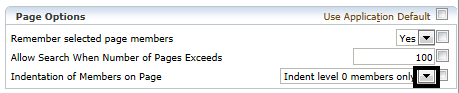 Page Options Use Application Default
Remember selected page members Yes
Allow Search When Number of Pages Exceeds 100
Indentation of Members on Page Indent level 0 members only